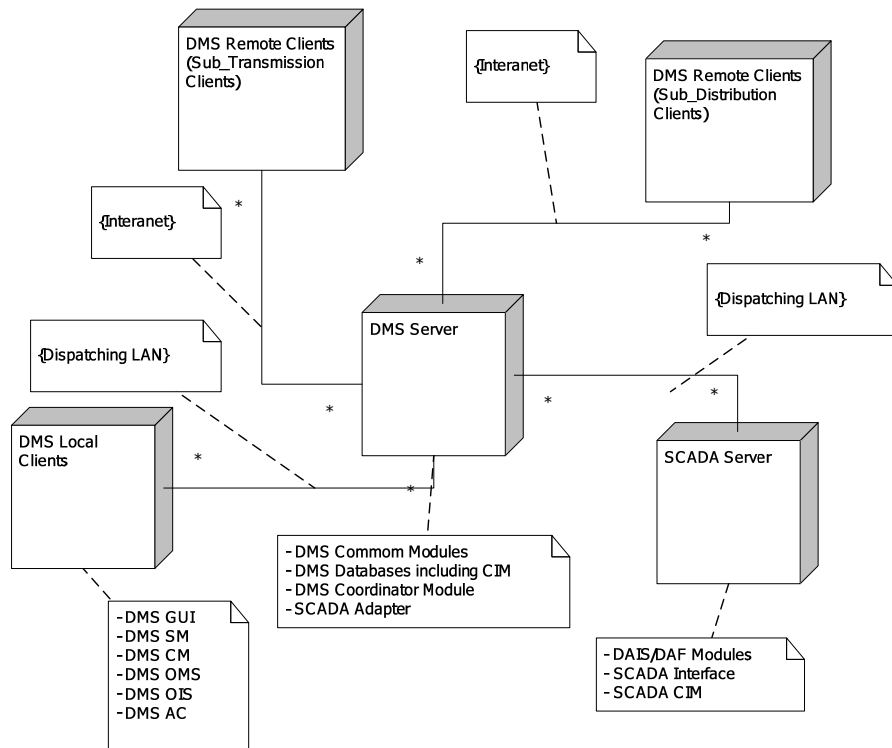 DMS Remote Clients
(Sub_Transmission
Clients)
{Interanet}
DMS Remote Clients
(Sub_Distribution
Clients)
*
{Interanet}
*
*
{Dispatching LAN}
DMS Server
{Dispatching LAN}
*
*
*
DMS Local
Clients
*
SCADA Server
*
-DMS Commom Modules
-DMS Databases including CIM
-DMS Coordinator Module
-SCADA Adapter
-DMS GUI
-DMS SM
-DMS CM
-DMS OMS
-DMS OIS
-DMS AC
- DAIS/DAF Modules
-SCADA Interface
-SCADA CIM